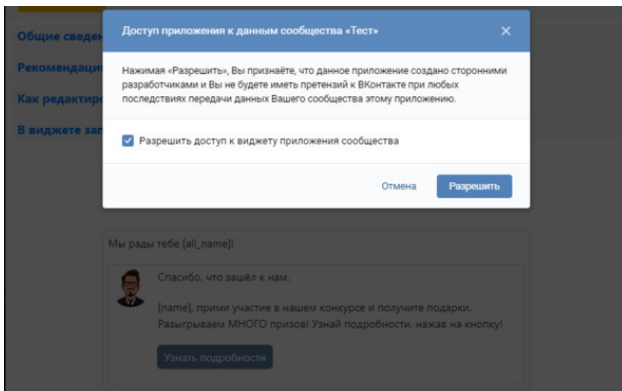 Доступ приложения к данным сообщества «Тест»
Общие сведен
Рекомендаци
Как редактир
В виджете заг
Нажимая «Разрешить», Вы признаёте, что данное приложение создано сторонними
разработчиками и Вы не будете иметь претензий к ВКонтакте при любых
последствиях передачи данных Вашего сообщества этому приложению.
Разрешить доступ к виджету приложения сообщества
Отмена Разрешить
Мы рады тебе [all_name]!
Спасибо, что зашёл к нам.
[name], прими участие в нашем конкурсе и получите подарки.
Разыгрываем МНОГО призов! Узнай подробности, нажав на кнопку!
Узнать подробности